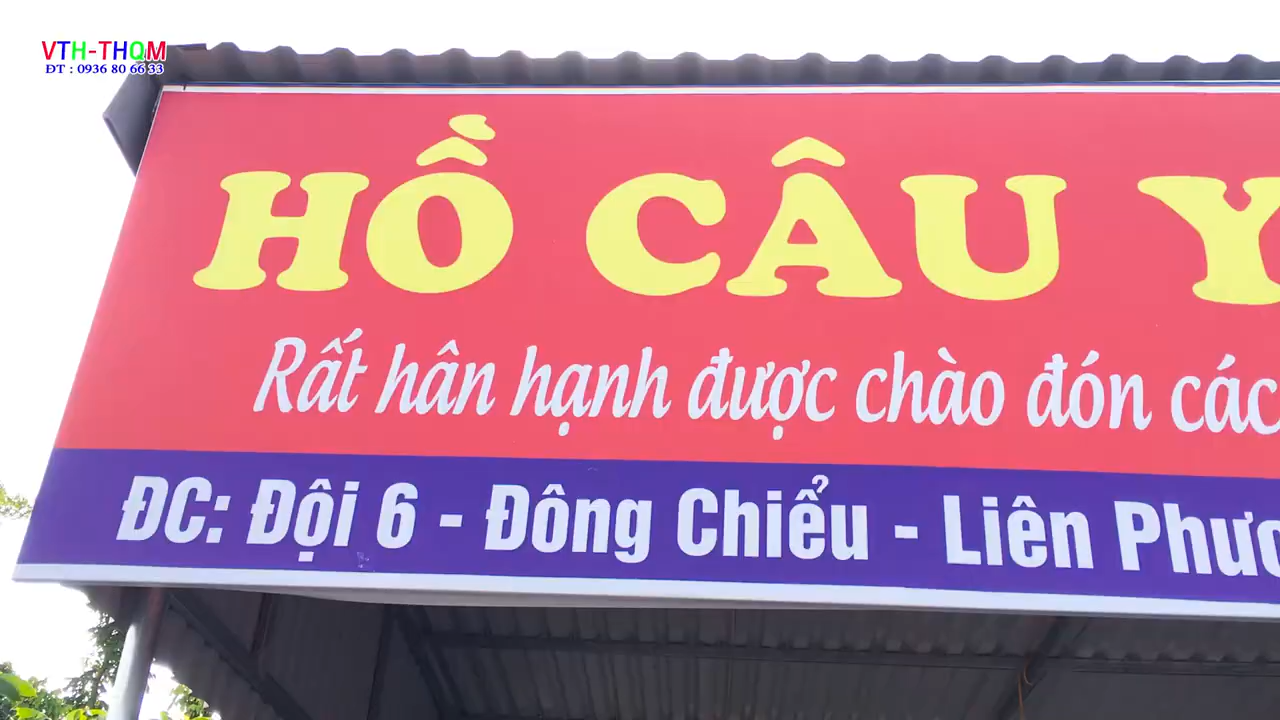 VTH-THQM
ĐT : 0936 80 66 33
HỒ CÂU Y
Rất hân hạnh được chào đón các
ĐC: Đội 6 - Đông Chiểu - Liên Phươ